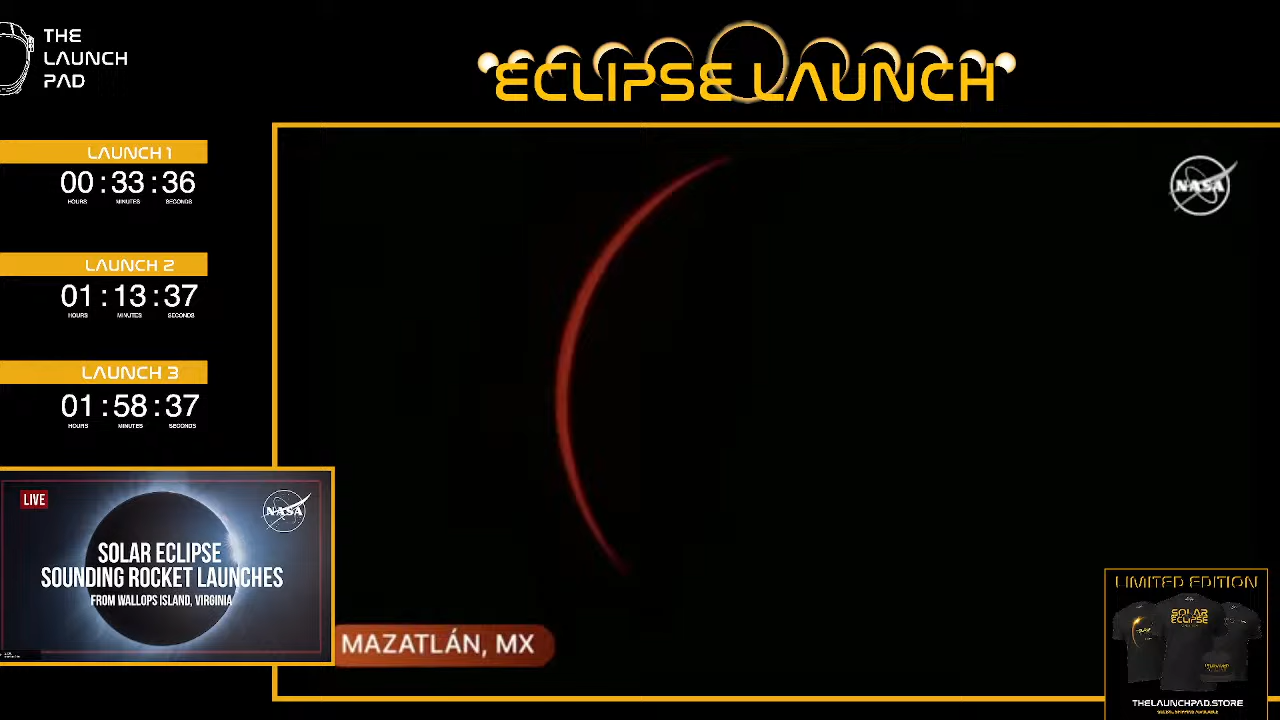 THE
LAUNCH
PAD
ECLIPSE LAUNCH
LAUNCH 1
00 : 33 : 36
HOURS MINUTES SECONDS
LAUNCH 2
01 : 13 : 37
HOURS MINUTES SECONDS
LAUNCH 3
01 : 58 : 37
HOURS MINUTES SECONDS
NASA
LIVE
NASA
SOLAR ECLIPSE
SOUNDING ROCKET LAUNCHES
FROM WALLOPS ISLAND, VIRGINIA
MAZATLÁN, MX
LIMITED EDITION
SOLAR
ECLIPSE
THELAUNCHPAD.STORE